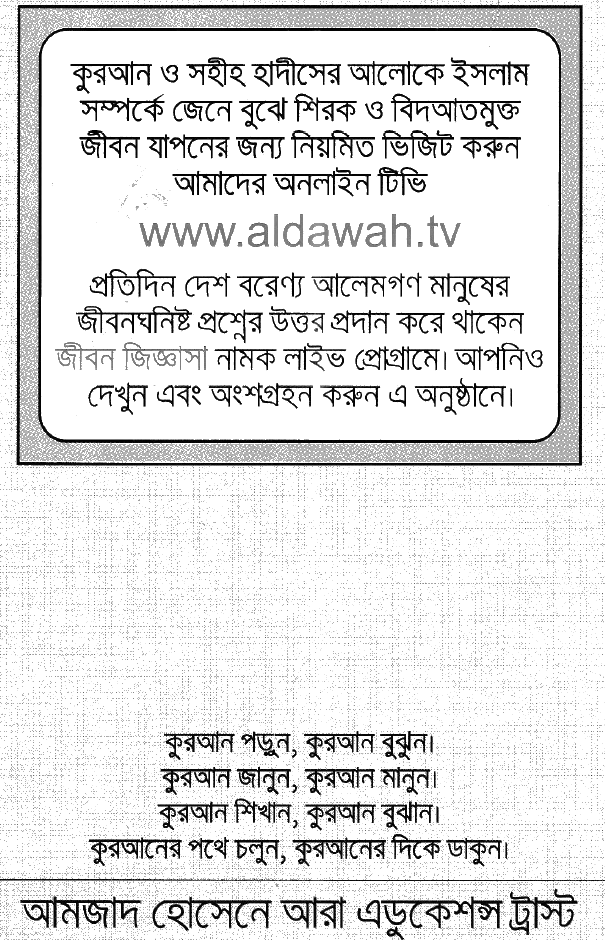 কুরআন ও সহীহ হাদীসের আলোকে ইসলাম
সম্পর্কে জেনে বুঝে শিরক ও বিদআতমুক্ত
জীবন যাপনের জন্য নিয়মিত ভিজিট করুন
আমাদের অনলাইন টিভি
www.aldawah.tv
প্রতিদিন দেশ বরেণ্য আলেমগণ মানুষের
জীবনঘনিষ্ট প্রশ্নের উত্তর প্রদান করে থাকেন
জীবন জিজ্ঞাসা নামক লাইভ প্রোগ্রামে। আপনিও
দেখুন এবং অংশগ্রহন করুন এ অনুষ্ঠানে।
কুরআন পড়ুন, কুরআন বুঝুন।
কুরআন জানুন, কুরআন মানুন।
কুরআন শিখান, কুরআন বুঝান।
কুরআনের পথে চলুন, কুরআনের দিকে ডাকুন।
আমজাদ হোসেনে আরা এডুকেশন্স ট্রাস্ট